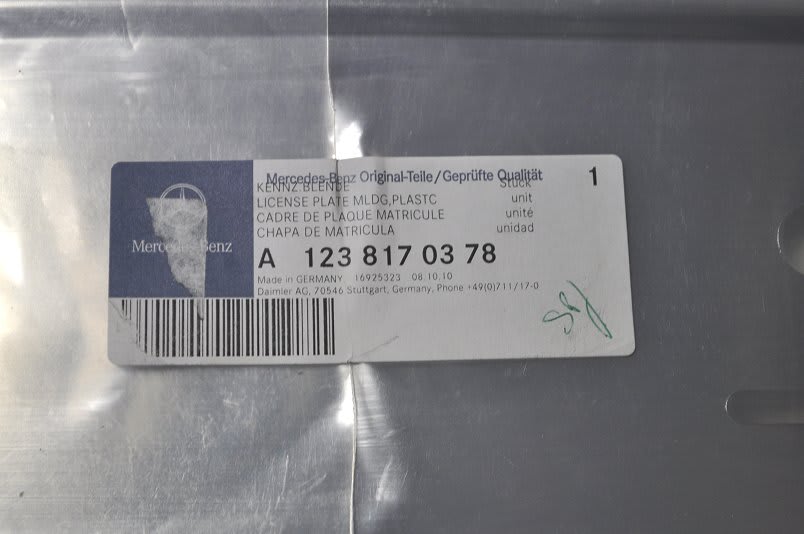 Mercedes-Benz Original-Teile/Geprüfte Qualität 1
KENNZ.BLENDE Stück
LICENSE PLATE MLDG,PLASTC unit
CADRE DE PLAQUE MATRICULE unité
CHAPA DE MATRICULA unidad
Mercedes-Benz
A 123 817 03 78
Made in GERMANY 16925323 08.10.10
Daimler AG, 70546 Stuttgart, Germany, Phone +49(0)711/17-0